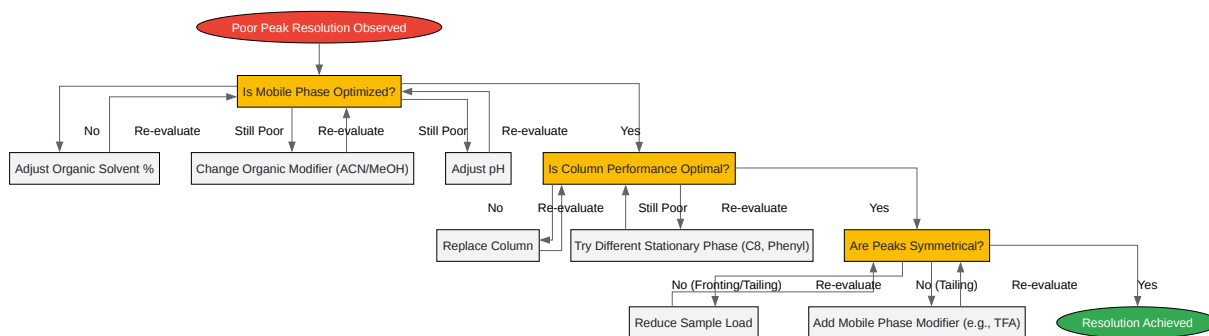 Poor Peak Resolution Observed
Is Mobile Phase Optimized?
No
Re-evaluate
Still Poor
Re-evaluate
Still Poor
Re-evaluate
Yes
Adjust Organic Solvent %
Change Organic Modifier (ACN/MeOH)
Adjust pH
Is Column Performance Optimal?
No
Re-evaluate
Still Poor
Re-evaluate
Yes
Replace Column
Try Different Stationary Phase (C8, Phenyl)
Are Peaks Symmetrical?
No (Fronting/Tailing)
Re-evaluate
No (Tailing)
Re-evaluate
Yes
Reduce Sample Load
Add Mobile Phase Modifier (e.g., TFA)
Resolution Achieved